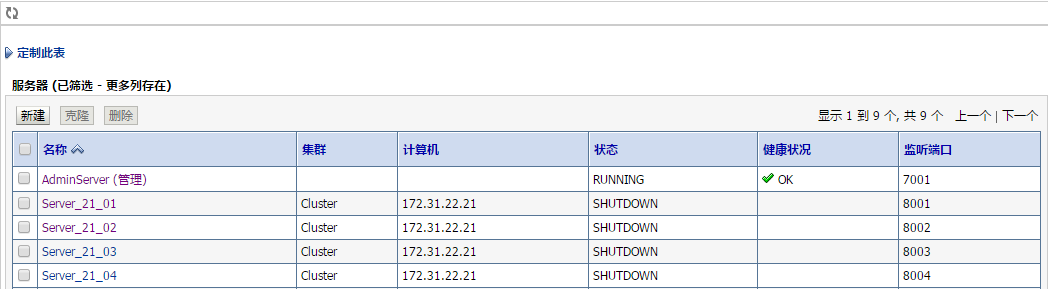 定制此表
服务器 (已筛选 - 更多列存在)
新建 克隆 删除 显示 1 到 9 个, 共 9 个 上一个 | 下一个
名称 集群 计算机 状态 健康状况 监听端口
AdminServer (管理) RUNNING OK 7001
Server_21_01 Cluster 172.31.22.21 SHUTDOWN 8001
Server_21_02 Cluster 172.31.22.21 SHUTDOWN 8002
Server_21_03 Cluster 172.31.22.21 SHUTDOWN 8003
Server_21_04 Cluster 172.31.22.21 SHUTDOWN 8004